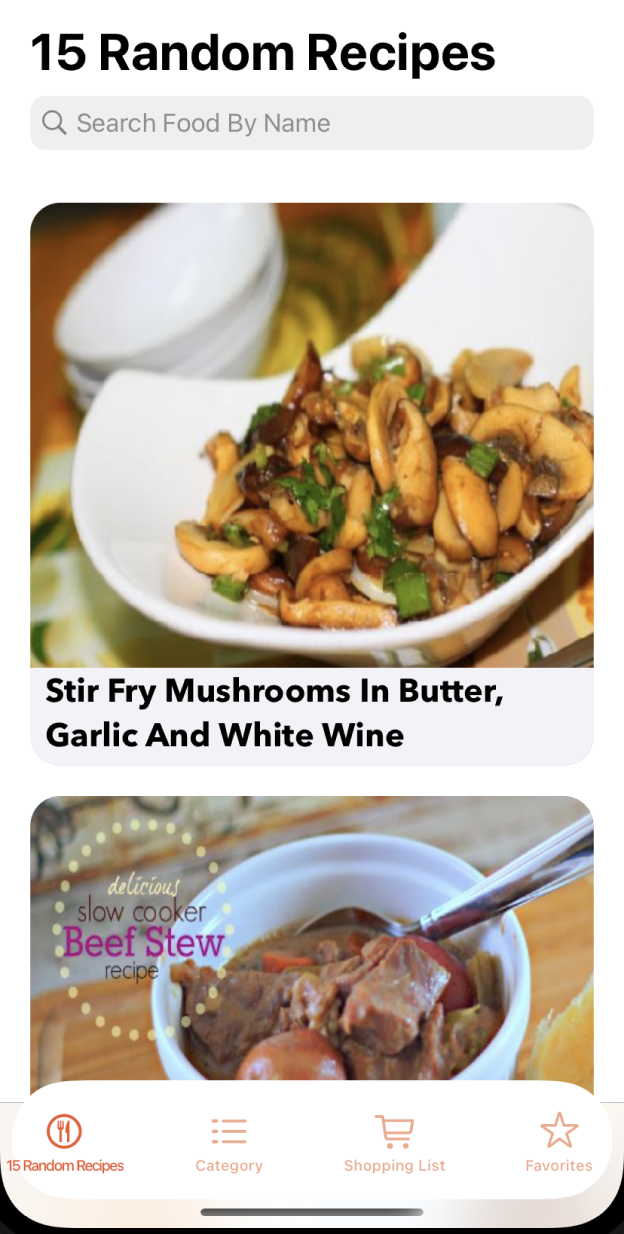 15 Random Recipes
Search Food By Name
Stir Fry Mushrooms In Butter,
Garlic And White Wine
delicious
slow cooker
Beef Stew
recipe
15 Random Recipes
Category
Shopping List
Favorites